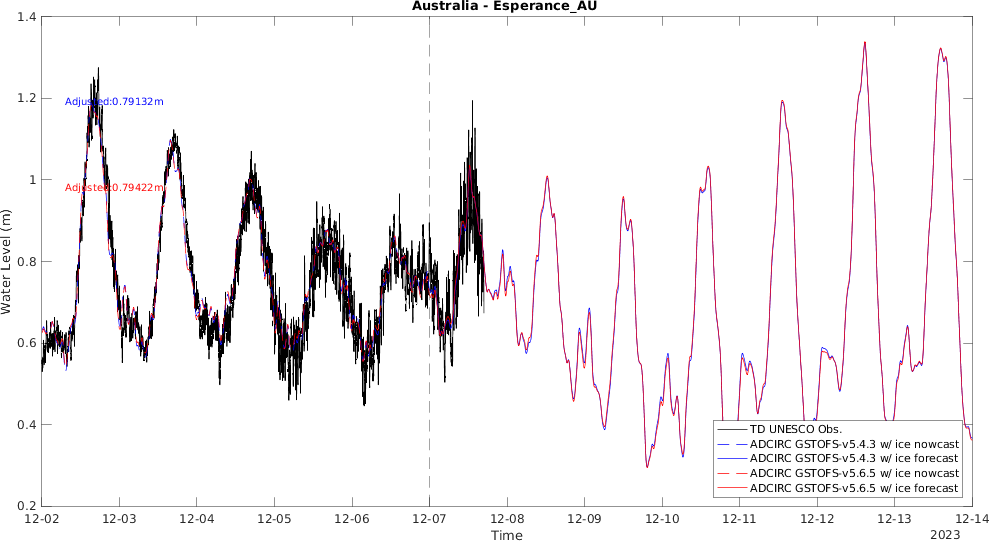 Australia - Esperance_AU
1.4
1.2
1
0.8
0.6
0.4
0.2
Water Level (m)
Adjusted:0.79132m
Adjusted:0.79422m
TD UNESCO Obs.
ADCIRC GSTOFS-v5.4.3 w/ ice nowcast
ADCIRC GSTOFS-v5.4.3 w/ ice forecast
ADCIRC GSTOFS-v5.6.5 w/ ice nowcast
ADCIRC GSTOFS-v5.6.5 w/ ice forecast
12-02 12-03 12-04 12-05 12-06 12-07 12-08 12-09 12-10 12-11 12-12 12-13 12-14
Time
2023